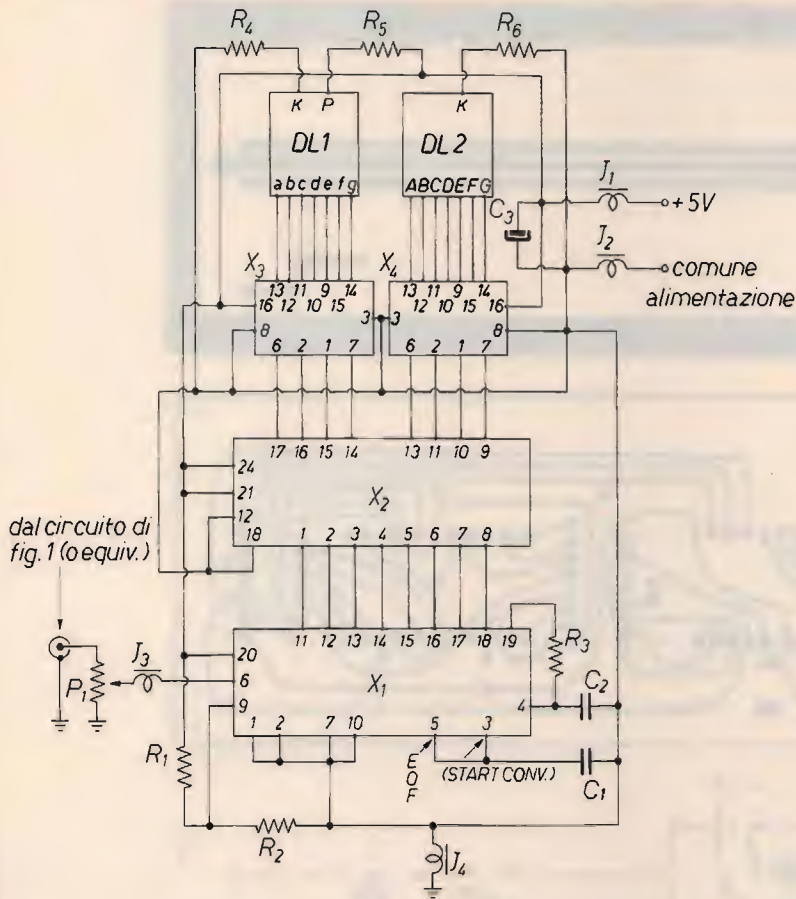 R4
R5
R6
K P
K
DL1
DL2
a b c d e f g
A B C D E F G
J1
+5V
C3
J2
comune
alimentazione
X3
X4
13 11 9 14
12 10 15
16
3
8
6 2 1 7
13 11 9 14
12 10 15
16
3
8
6 2 1 7
17 16 15 14
13 11 10 9
24
21
12
18
X2
1 2 3 4 5 6 7 8
dal circuito di
fig. 1 (o equiv.)
11 12 13 14 15 16 17 18 19
R3
20
6
9
X1
4
C2
P1
J3
1 2 7 10 5 3
E
O
F
(START CONV.)
C1
R1
R2
J4